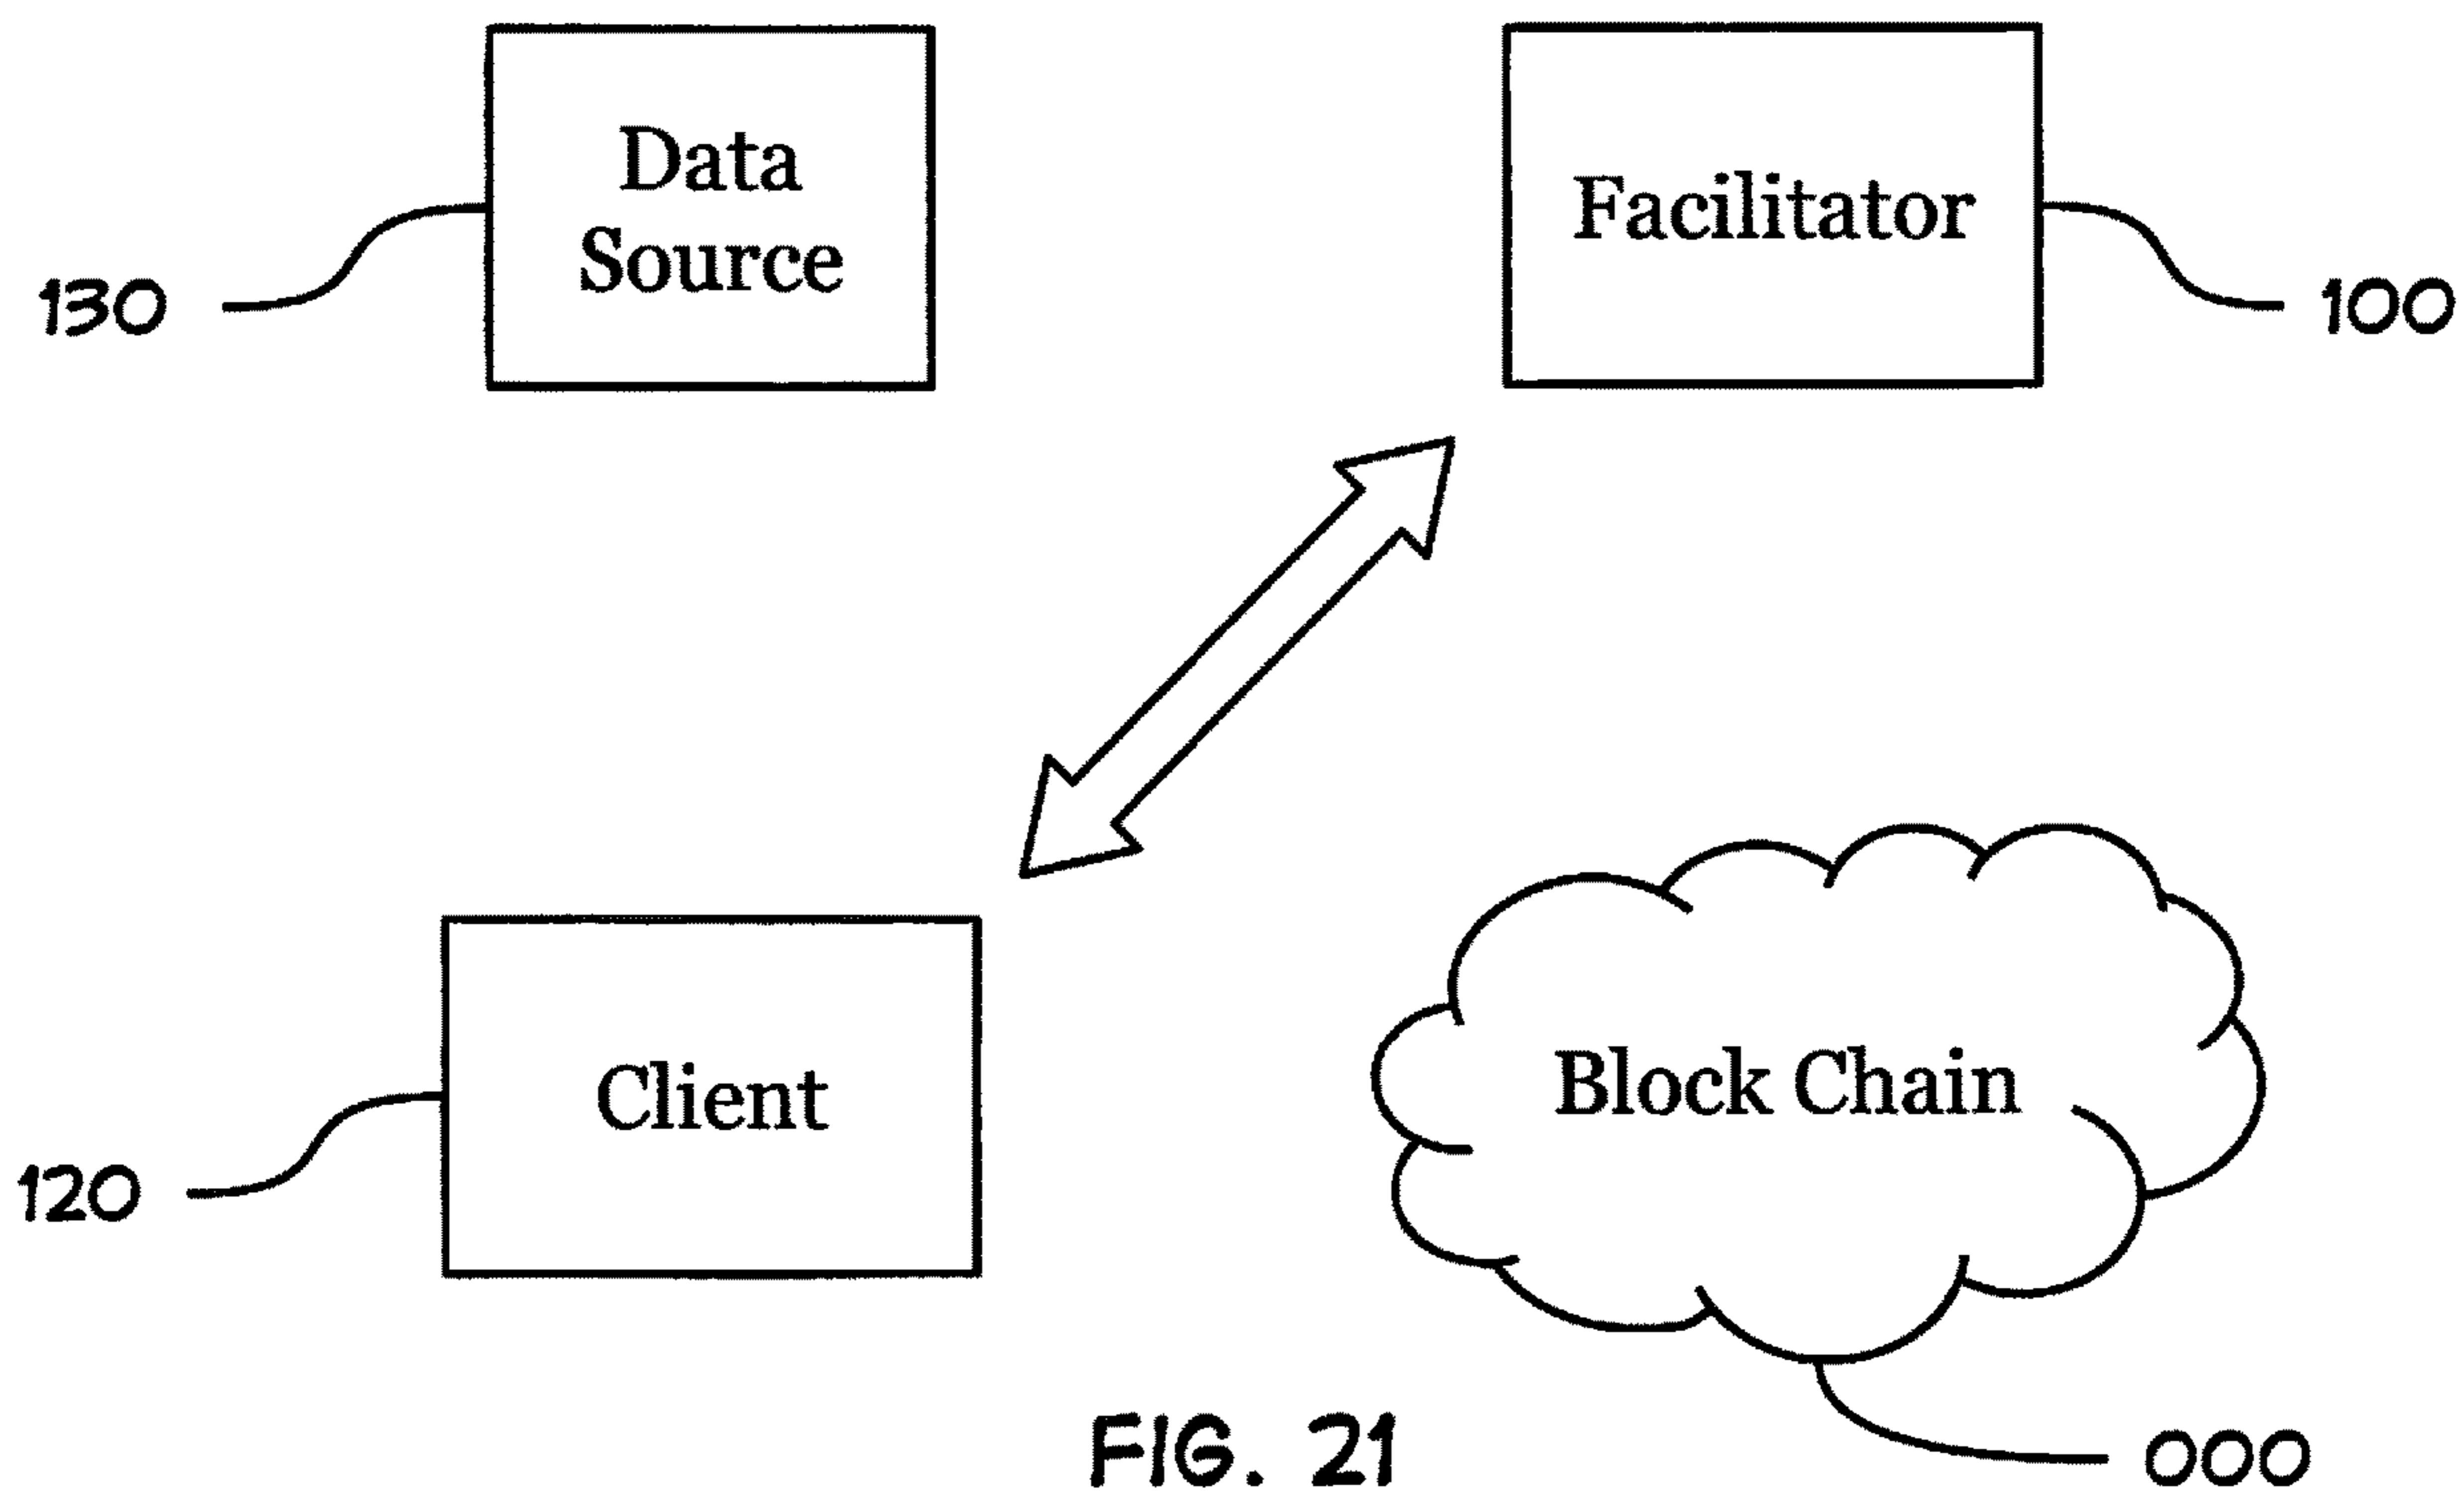 Data
Source
Facilitator
130
100
Client
Block Chain
120
000
FIG. 21